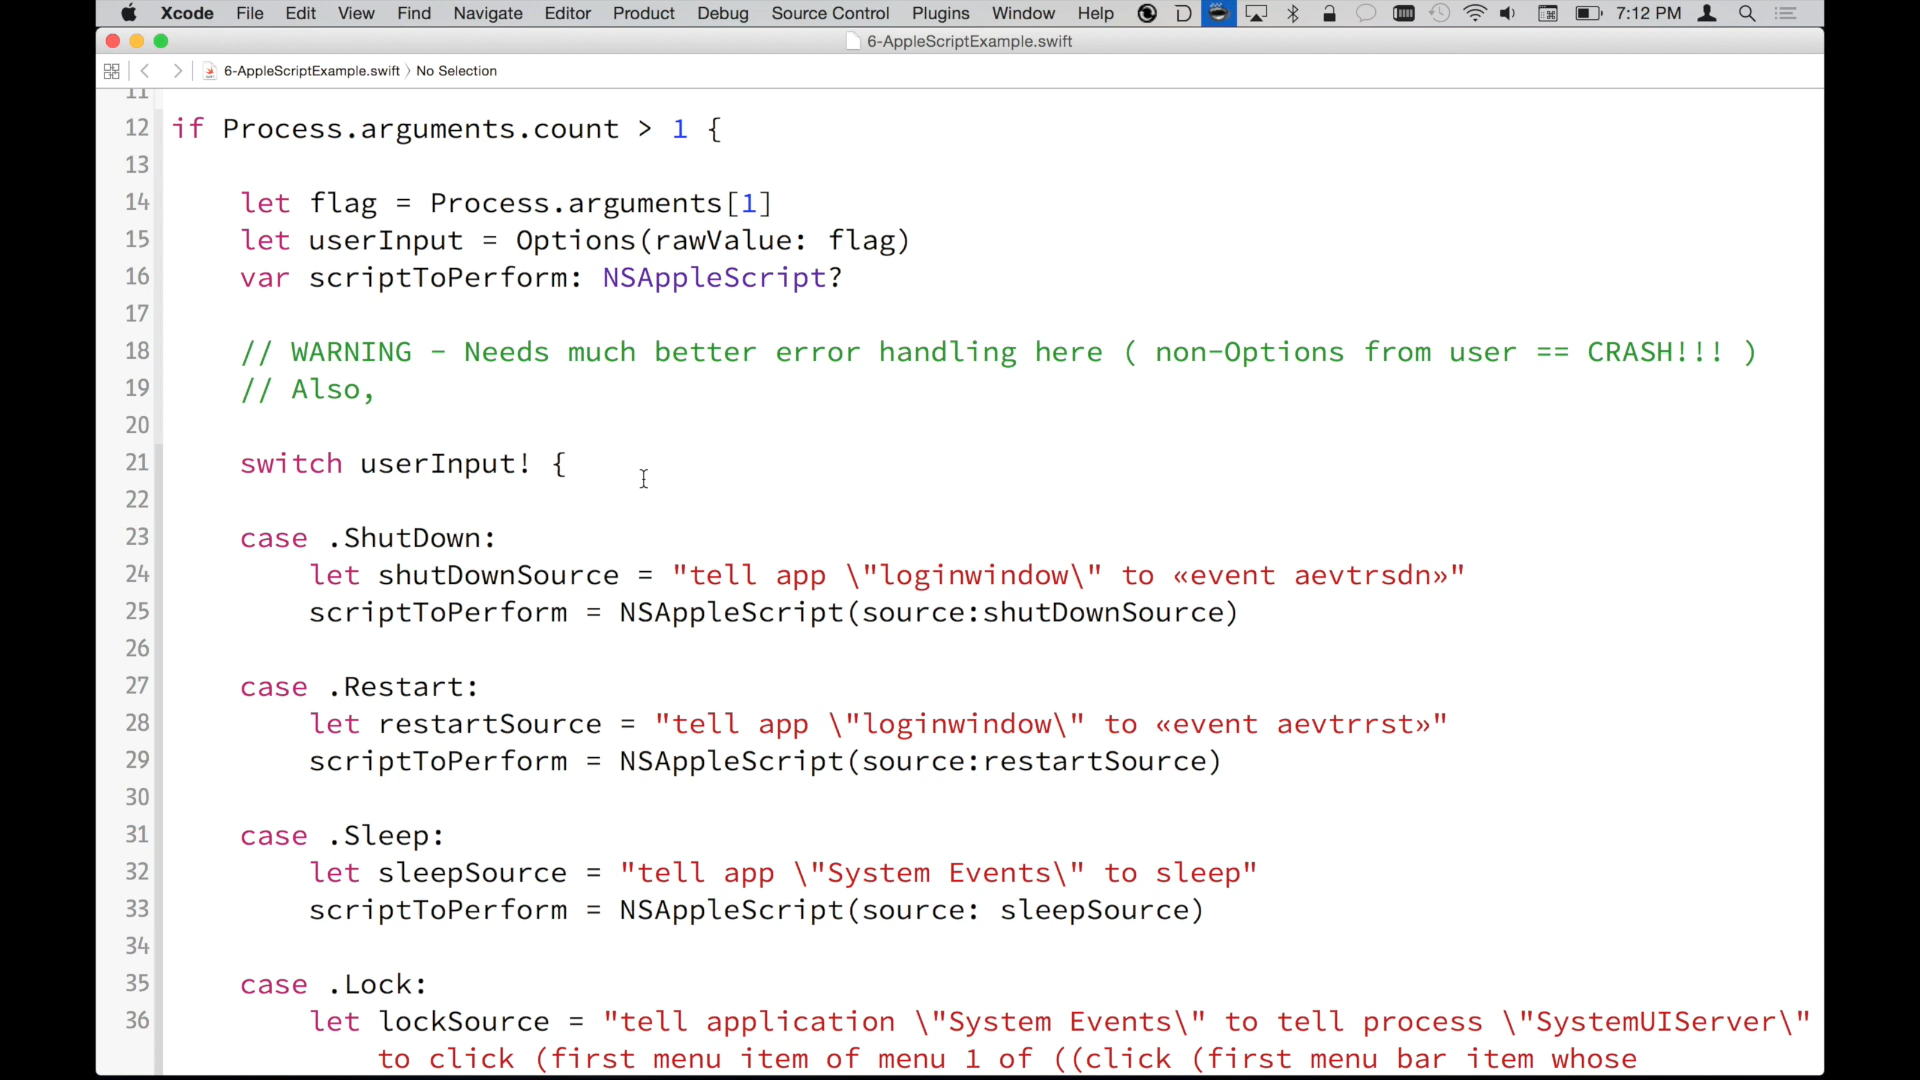 Xcode File Edit View Find Navigate Editor Product Debug Source Control Plugins Window Help 7:12 PM
6-AppleScriptExample.swift
6-AppleScriptExample.swift 〉 No Selection
11
12 if Process.arguments.count > 1 {
13
14 let flag = Process.arguments[1]
15 let userInput = Options(rawValue: flag)
16 var scriptToPerform: NSAppleScript?
17
18 // WARNING - Needs much better error handling here ( non-Options from user == CRASH!!! )
19 // Also,
20
21 switch userInput! {
22
23 case .ShutDown:
24 let shutDownSource = "tell app \"loginwindow\" to «event aevtrsdn»"
25 scriptToPerform = NSAppleScript(source:shutDownSource)
26
27 case .Restart:
28 let restartSource = "tell app \"loginwindow\" to «event aevtrrst»"
29 scriptToPerform = NSAppleScript(source:restartSource)
30
31 case .Sleep:
32 let sleepSource = "tell app \"System Events\" to sleep"
33 scriptToPerform = NSAppleScript(source: sleepSource)
34
35 case .Lock:
36 let lockSource = "tell application \"System Events\" to tell process \"SystemUIServer\"
to click (first menu item of menu 1 of ((click (first menu bar item whose